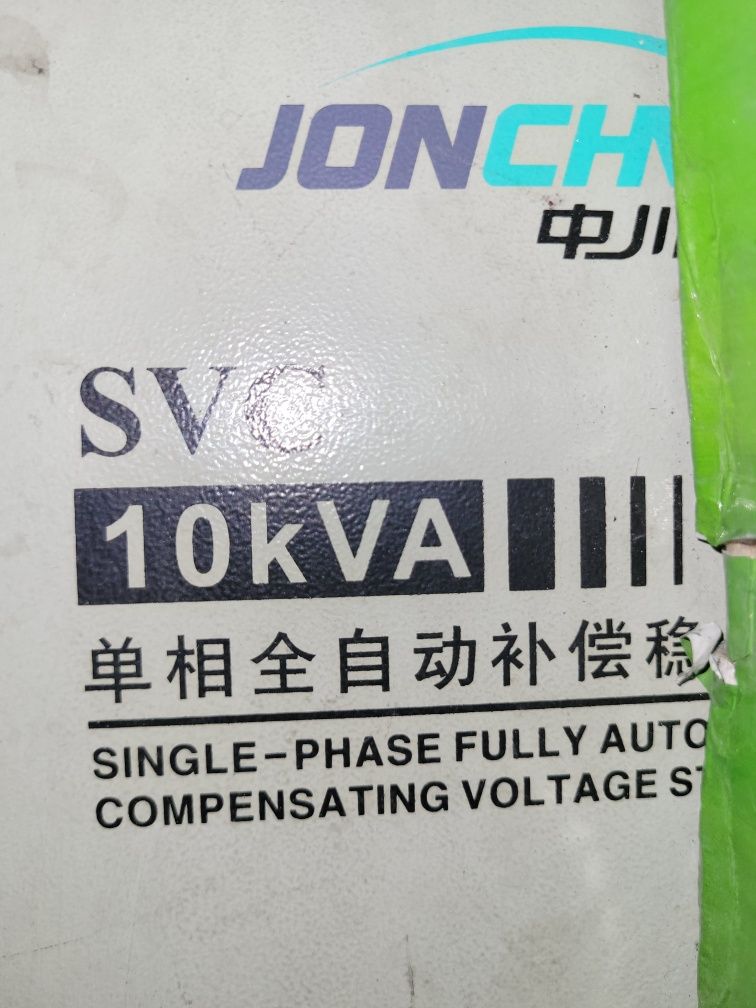 JONCH
中川
SVC
10kVA
单相全自动补偿稳
SINGLE-PHASE FULLY AUTO
COMPENSATING VOLTAGE ST